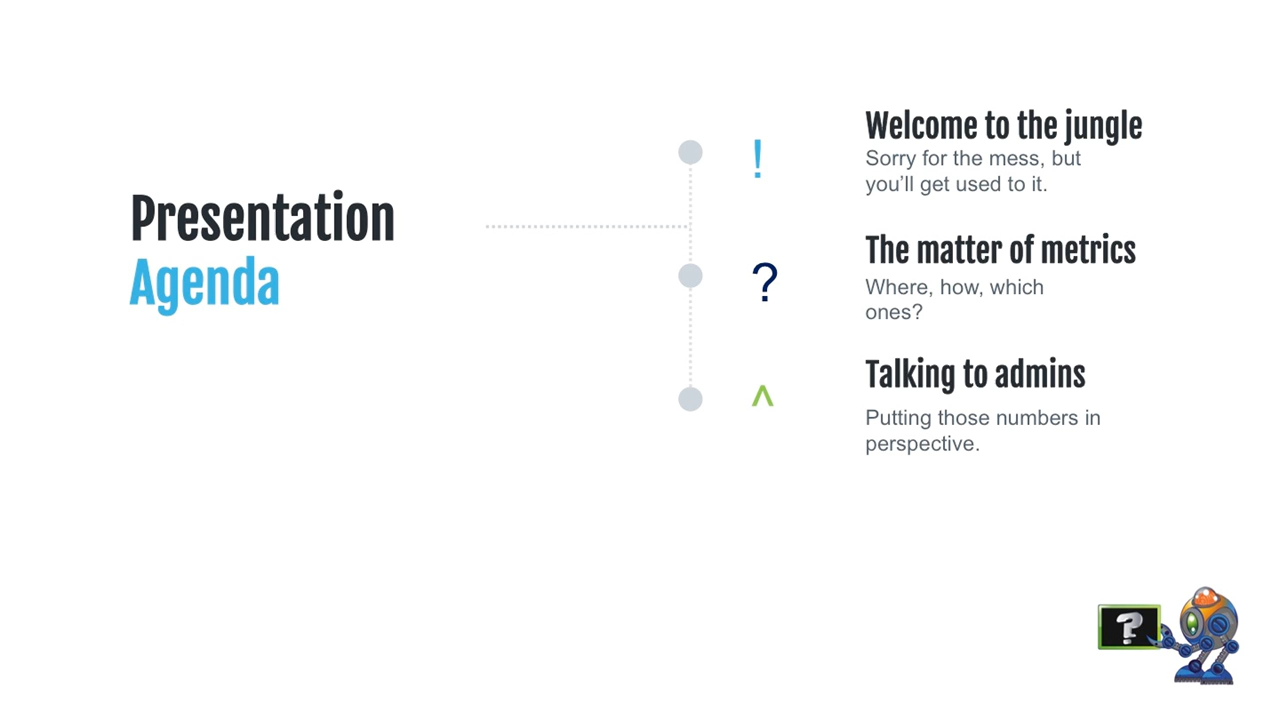 Presentation
Agenda
!
Welcome to the jungle
Sorry for the mess, but
you’ll get used to it.
?
The matter of metrics
Where, how, which
ones?
^
Talking to admins
Putting those numbers in
perspective.
?